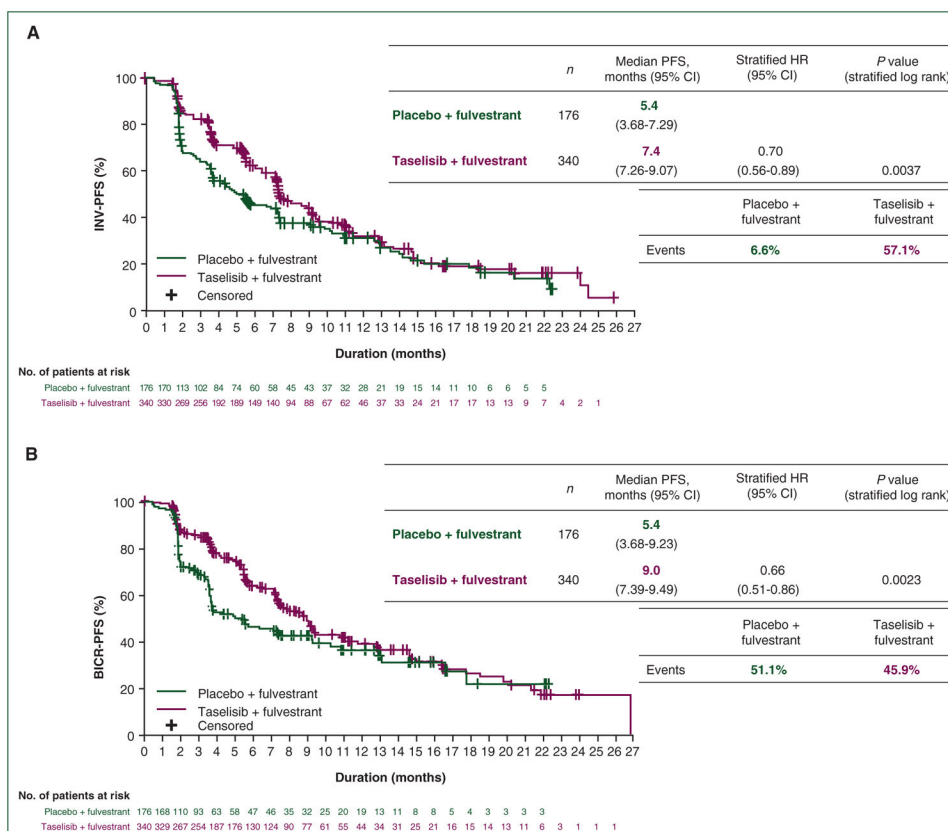 A
n
Median PFS,
months (95% CI)
Stratified HR
(95% CI)
P value
(stratified log rank)
Placebo + fulvestrant
176
5.4
(3.68-7.29)
Taselisib + fulvestrant
340
7.4
(7.26-9.07)
0.70
(0.56-0.89)
0.0037
Placebo +
fulvestrant
Taselisib +
fulvestrant
Events
6.6%
57.1%
INV-PFS (%)
100
80
60
40
20
0
Placebo + fulvestrant
Taselisib + fulvestrant
Censored
0 1 2 3 4 5 6 7 8 9 10 11 12 13 14 15 16 17 18 19 20 21 22 23 24 25 26 27
Duration (months)
No. of patients at risk
Placebo + fulvestrant 176 170 113 102 84 74 60 58 45 43 37 32 28 21 19 15 14 11 10 6 6 5 5
Taselisib + fulvestrant 340 330 269 256 192 189 149 140 94 88 67 62 46 37 33 24 21 17 17 13 13 9 7 4 2 1
B
n
Median PFS,
months (95% CI)
Stratified HR
(95% CI)
P value
(stratified log rank)
Placebo + fulvestrant
176
5.4
(3.68-9.23)
Taselisib + fulvestrant
340
9.0
(7.39-9.49)
0.66
(0.51-0.86)
0.0023
Placebo +
fulvestrant
Taselisib +
fulvestrant
Events
51.1%
45.9%
BICR-PFS (%)
100
80
60
40
20
0
Placebo + fulvestrant
Taselisib + fulvestrant
Censored
0 1 2 3 4 5 6 7 8 9 10 11 12 13 14 15 16 17 18 19 20 21 22 23 24 25 26 27
Duration (months)
No. of patients at risk
Placebo + fulvestrant 176 168 110 93 63 58 47 46 35 32 25 20 19 13 11 8 8 5 4 3 3 3 3
Taselisib + fulvestrant 340 329 267 254 187 176 130 124 90 77 61 55 44 34 31 25 21 16 15 14 13 11 6 3 1 1 1